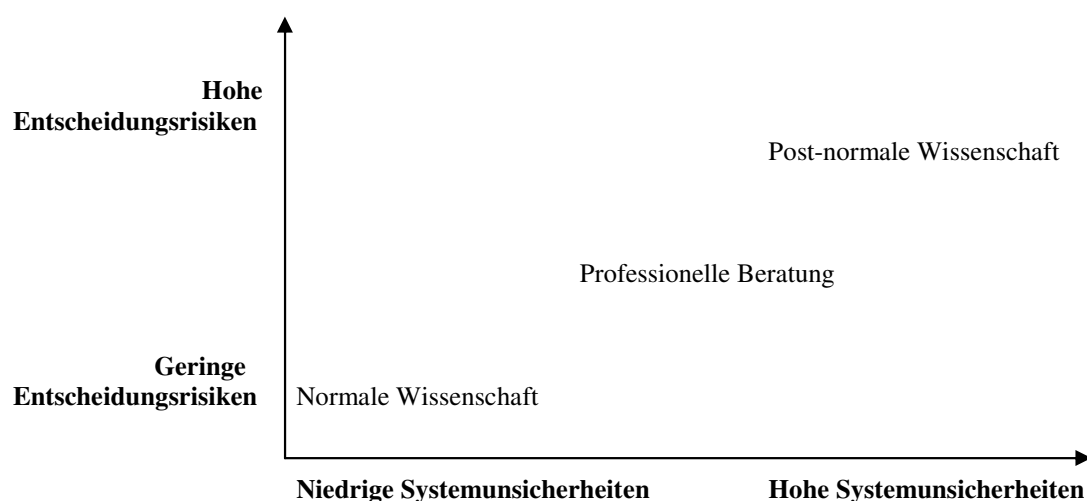 Hohe
Entscheidungsrisiken
Post-normale Wissenschaft
Professionelle Beratung
Geringe
Entscheidungsrisiken
Normale Wissenschaft
Niedrige Systemunsicherheiten
Hohe Systemunsicherheiten